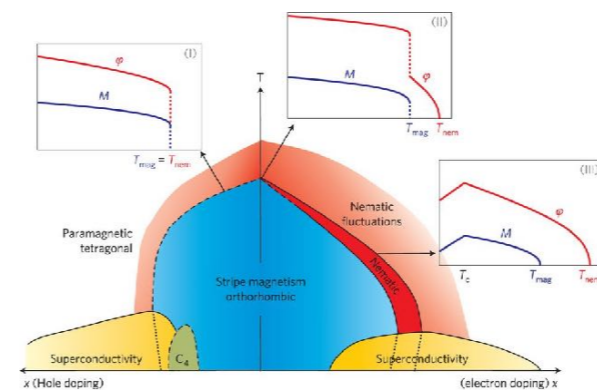 (I)
φ
M
T_mag = T_nem
(II)
φ
M
T_mag
T_nem
T
(III)
φ
M
T_c
T_mag
T_nem
Nematic
fluctuations
Paramagnetic
tetragonal
Nematic
Stripe magnetism
orthorhombic
Superconductivity
C₄
Superconductivity
x (Hole doping)
(electron doping) x